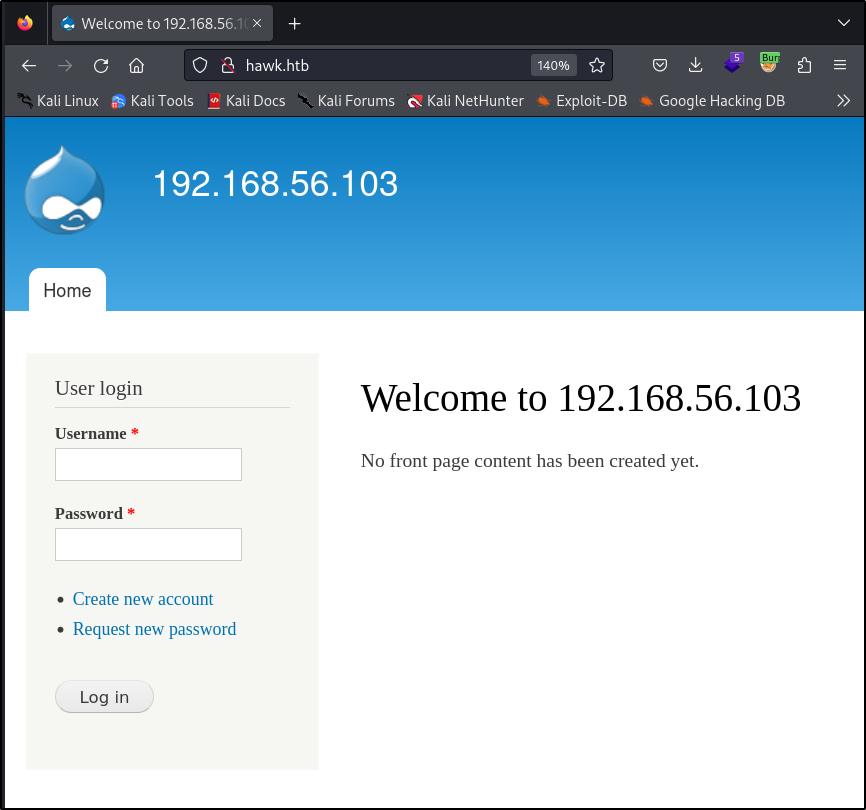 Welcome to 192.168.56.10
hawk.htb
140%
5
Burp
Kali Linux
Kali Tools
Kali Docs
Kali Forums
Kali NetHunter
Exploit-DB
Google Hacking DB
192.168.56.103
Home
User login
Username *
Password *
Create new account
Request new password
Log in
Welcome to 192.168.56.103
No front page content has been created yet.